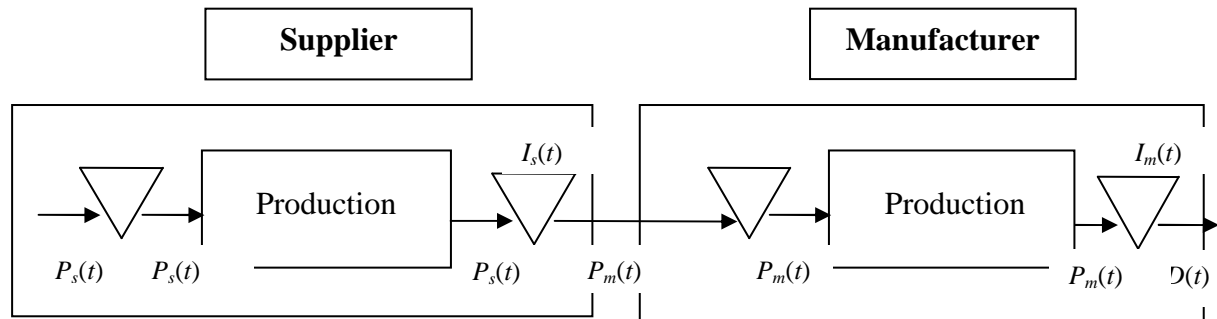 Supplier
Manufacturer
I_s(t)
I_m(t)
Production
Production
P_s(t)
P_s(t)
P_s(t)
P_m(t)
P_m(t)
P_m(t)
D(t)